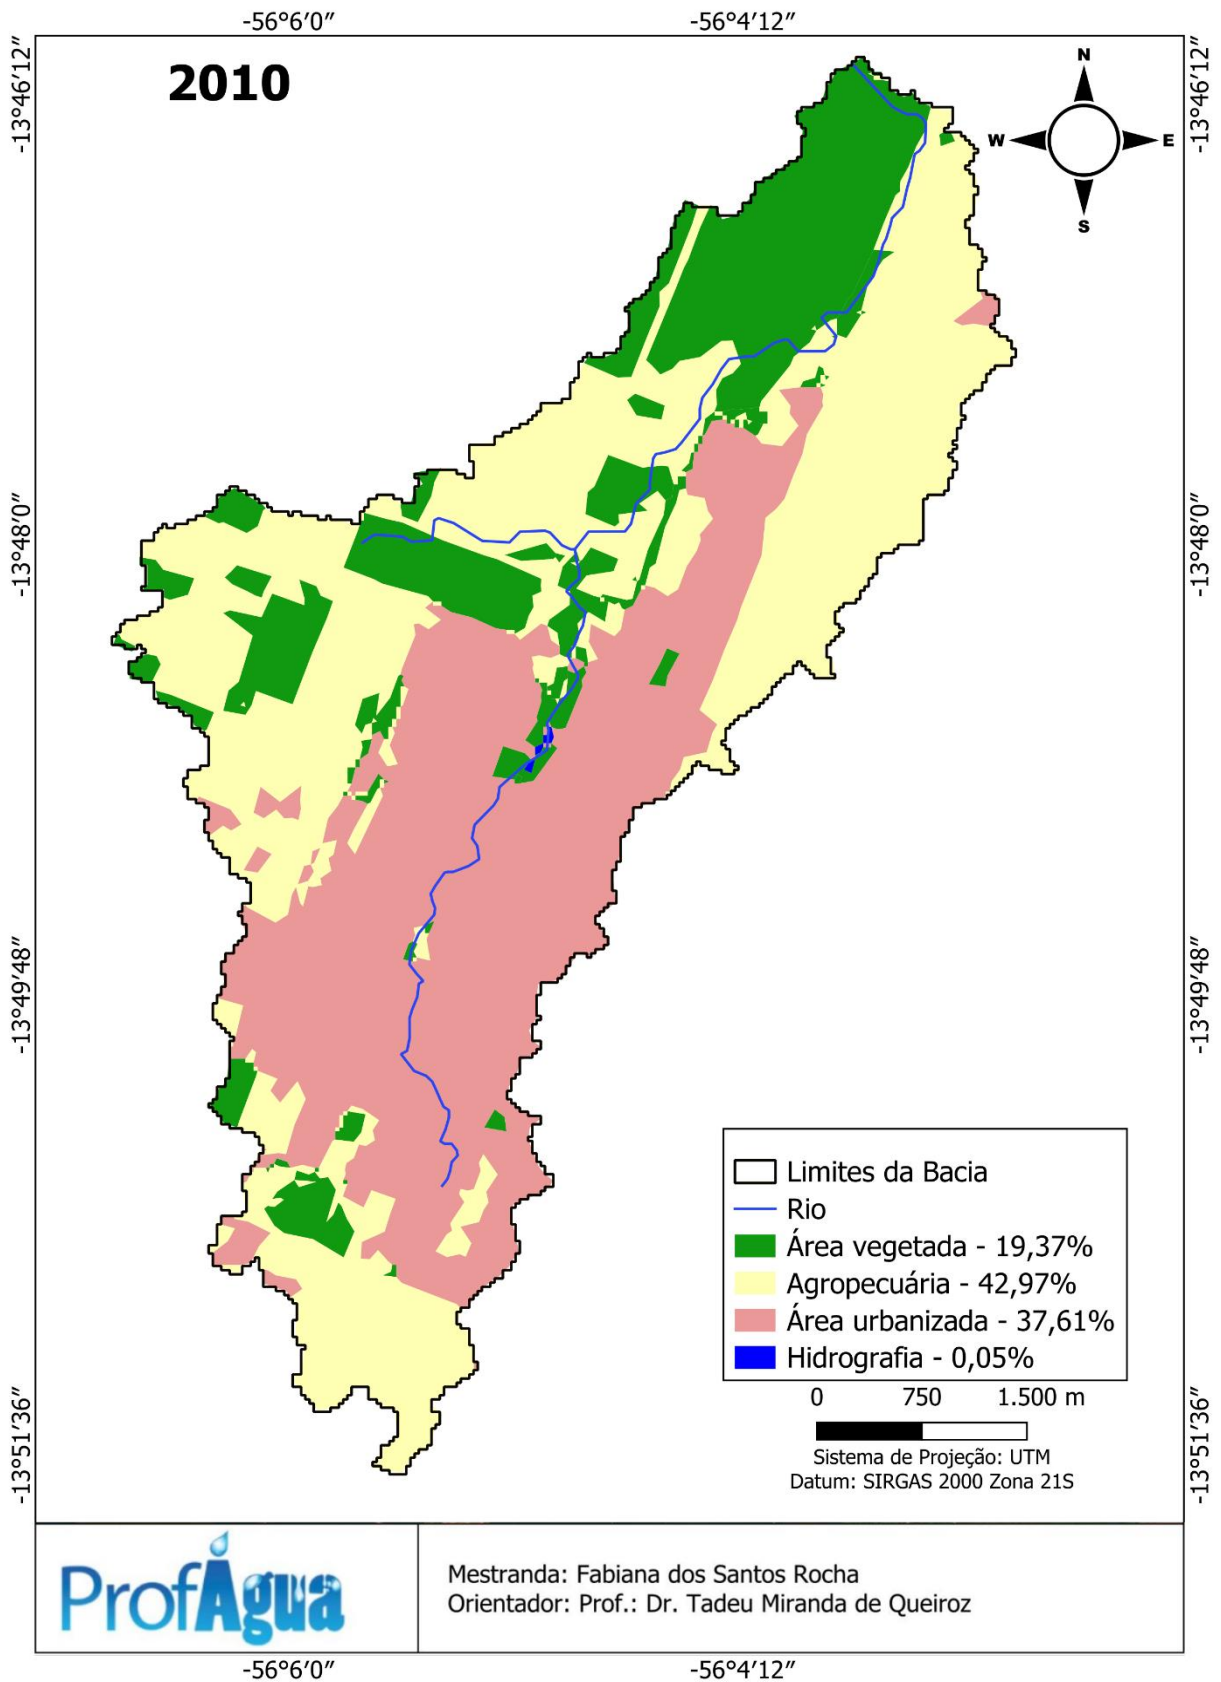 -56°6′0″
-56°4′12″
-13°46′12″
-13°46′12″
2010
N
W
E
S
-13°48′0″
-13°48′0″
-13°49′48″
-13°49′48″
Limites da Bacia
Rio
Área vegetada - 19,37%
Agropecuária - 42,97%
Área urbanizada - 37,61%
Hidrografia - 0,05%
0 750 1.500 m
Sistema de Projeção: UTM
Datum: SIRGAS 2000 Zona 21S
-13°51′36″
-13°51′36″
ProfÁgua
Mestranda: Fabiana dos Santos Rocha
Orientador: Prof.: Dr. Tadeu Miranda de Queiroz
-56°6′0″
-56°4′12″